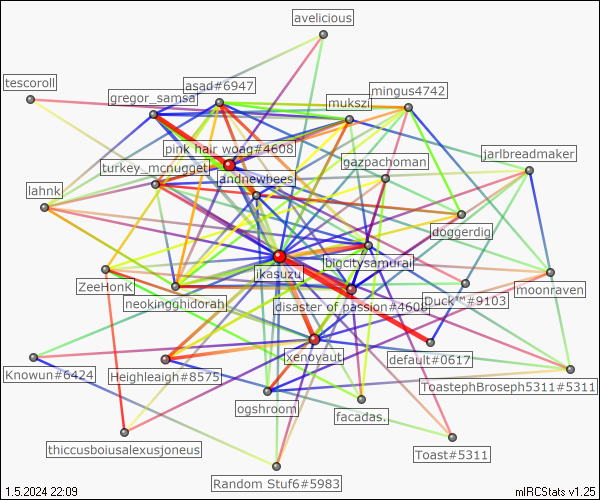 avelicious
tescoroll
asad#6947
mingus4742
gregor_samsa
mukszi
pink hair woag#4608
jarlbreadmaker
gazpachoman
turkey_mcnugget
andnewbees
lahnk
doggerdig
bigcitysamurai
ikasuzu
ZeeHonK
moonraven
neokingghidorah
disaster of passion#4608
Duck™#9103
xenoyaut
default#0617
Knowun#6424
Heighleaigh#8575
ToastephBroseph5311#5311
ogshroom
facadas..
thiccusboiusalexusjoneus
Toast#5311
Random Stuf6#5983
1.5.2024 22:09
mIRCStats v1.25